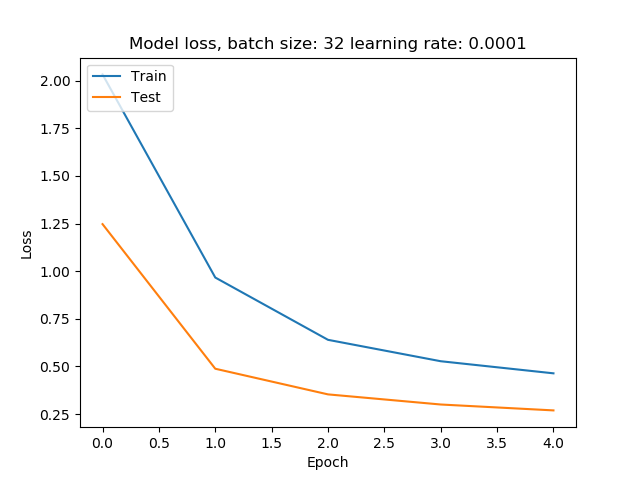 Model loss, batch size: 32 learning rate: 0.0001
Train
Test
2.00
1.75
1.50
1.25
1.00
0.75
0.50
0.25
Loss
0.0 0.5 1.0 1.5 2.0 2.5 3.0 3.5 4.0
Epoch